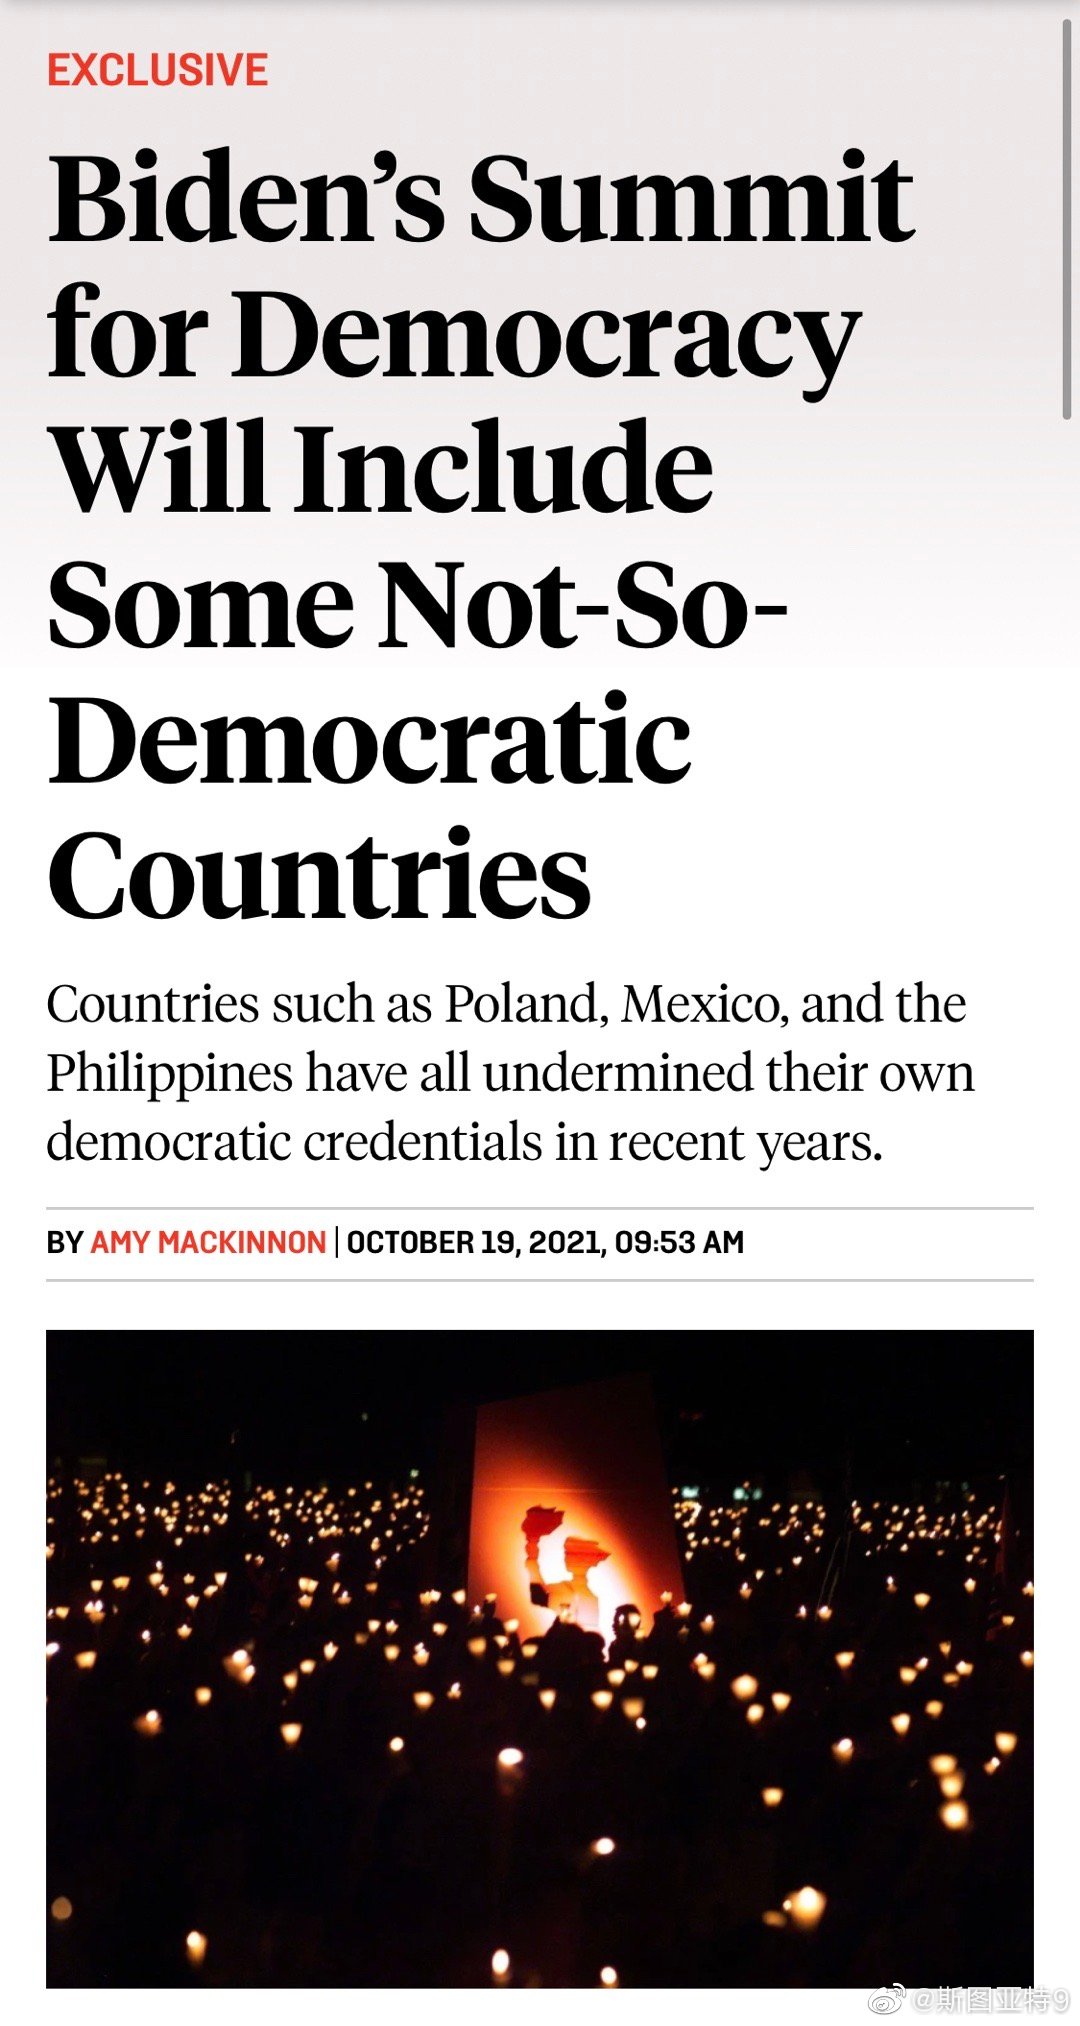 EXCLUSIVE
Biden’s Summit
for Democracy
Will Include
Some Not-So-
Democratic
Countries
Countries such as Poland, Mexico, and the
Philippines have all undermined their own
democratic credentials in recent years.
BY AMY MACKINNON | OCTOBER 19, 2021, 09:53 AM
@斯图亚特9